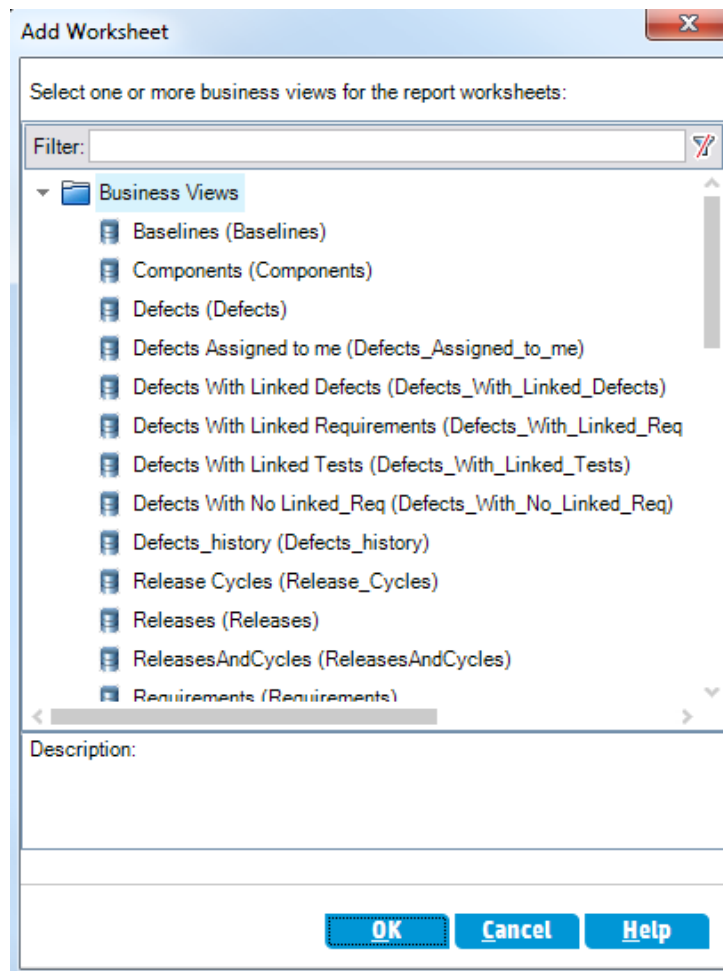 Add Worksheet
Select one or more business views for the report worksheets:
Filter:
Business Views
Baselines (Baselines)
Components (Components)
Defects (Defects)
Defects Assigned to me (Defects_Assigned_to_me)
Defects With Linked Defects (Defects_With_Linked_Defects)
Defects With Linked Requirements (Defects_With_Linked_Req
Defects With Linked Tests (Defects_With_Linked_Tests)
Defects With No Linked_Req (Defects_With_No_Linked_Req)
Defects_history (Defects_history)
Release Cycles (Release_Cycles)
Releases (Releases)
ReleasesAndCycles (ReleasesAndCycles)
Requirements (Requirements)
Description:
OK Cancel Help